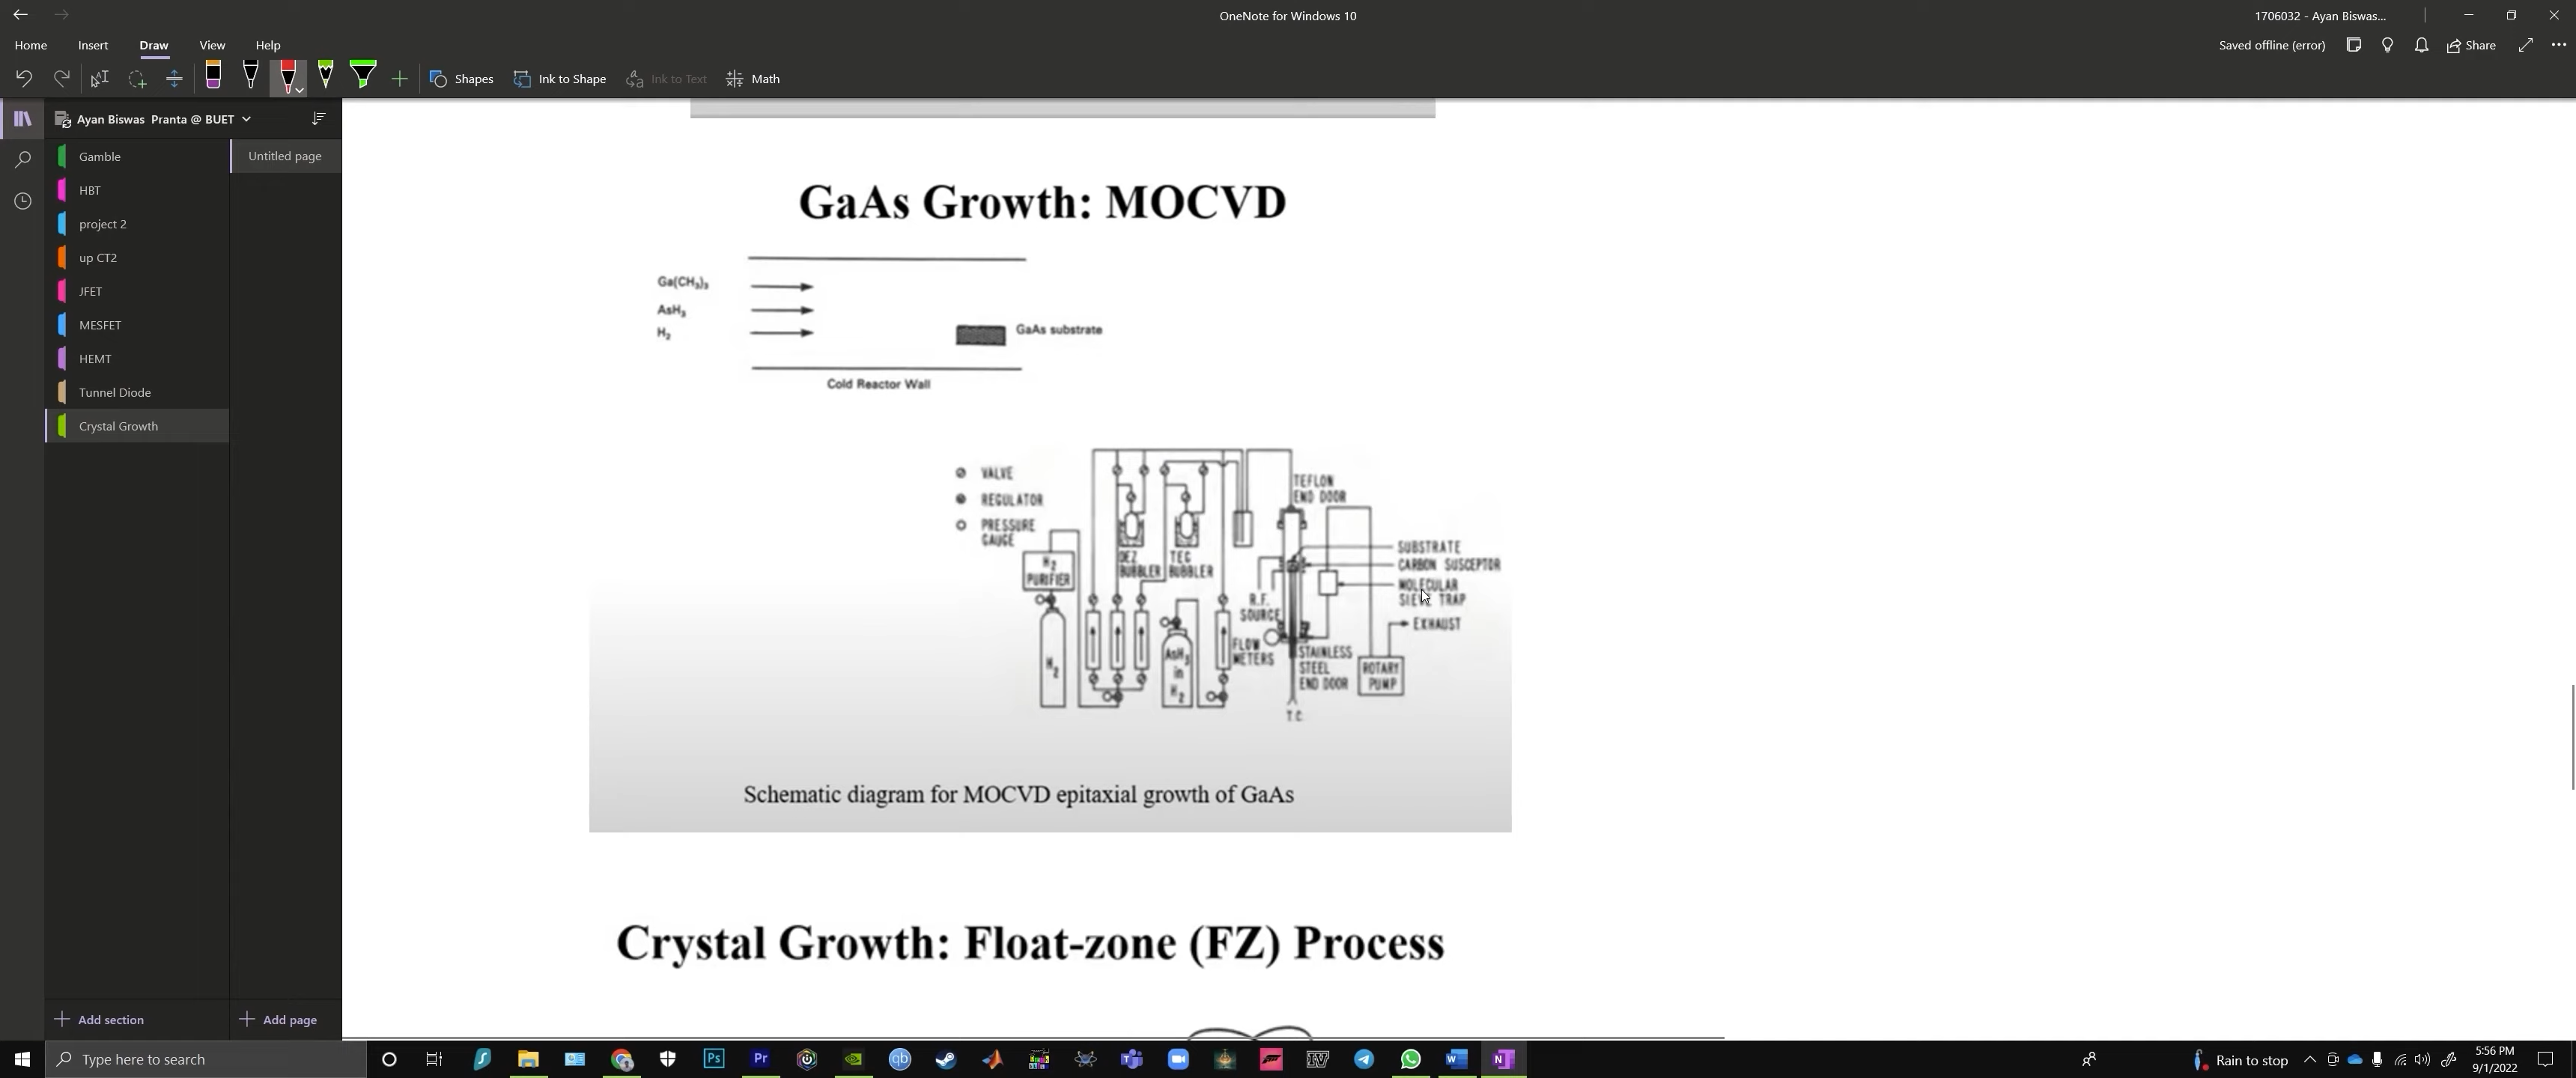 OneNote for Windows 10
1706032 - Ayan Biswas...
Home
Insert
Draw
View
Help
Saved offline (error)
Share
Shapes
Ink to Shape
Ink to Text
Math
Ayan Biswas Pranta @ BUET
Gamble
HBT
project 2
up CT2
JFET
MESFET
HEMT
Tunnel Diode
Crystal Growth
Untitled page
Add section
Add page
GaAs Growth: MOCVD
Ga(CH₃)₃
AsH₃
H₂
GaAs substrate
Cold Reactor Wall
VALVE
REGULATOR
PRESSURE
GAUGE
H₂
PURIFIER
DEZ
BUBBLER
TEG
BUBBLER
TEFLON
END DOOR
SUBSTRATE
CARBON SUSCEPTOR
MOLECULAR
SIEVE TRAP
EXHAUST
R.F.
SOURCE
FLOW
METERS
STAINLESS
STEEL
END DOOR
ROTARY
PUMP
H₂
AsH₃
in
H₂
T.C.
Schematic diagram for MOCVD epitaxial growth of GaAs
Crystal Growth: Float-zone (FZ) Process
Type here to search
Rain to stop
5:56 PM
9/1/2022